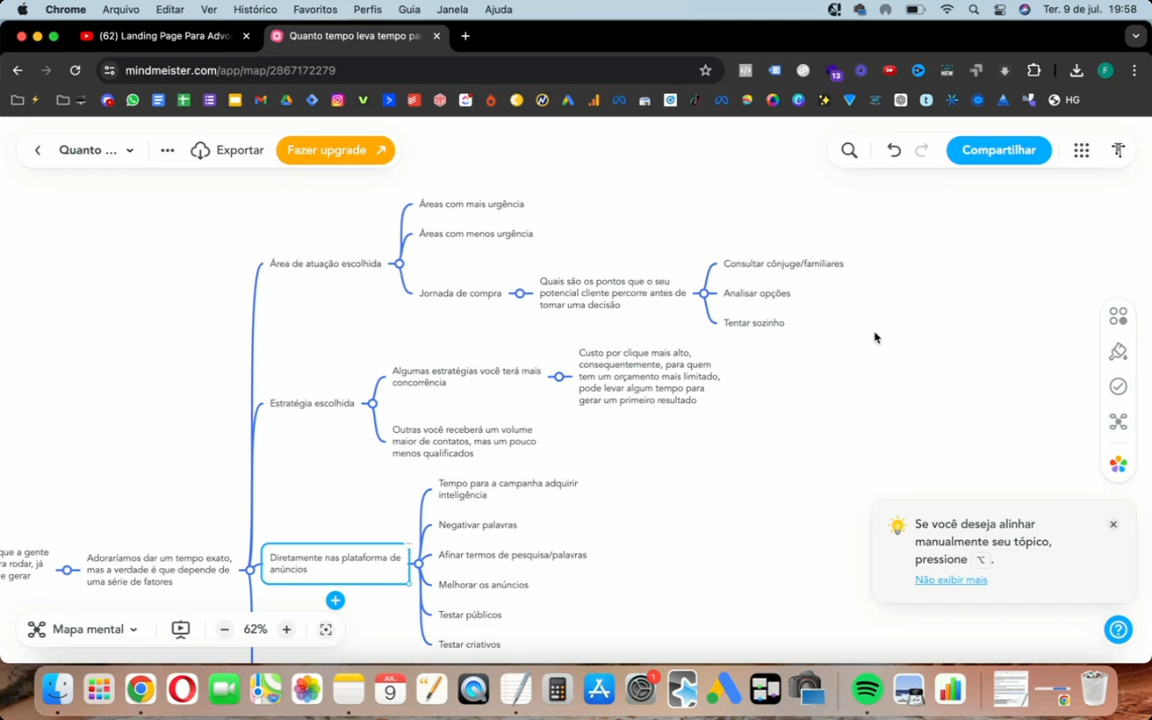 Chrome Arquivo Editar Ver Histórico Favoritos Perfis Guia Janela Ajuda Ter. 9 de jul. 19:58
(62) Landing Page Para Advo
Quanto tempo leva tempo pa
mindmeister.com/app/map/2867172279
NEW
13
HG
Quanto ...
Exportar
Fazer upgrade
Compartilhar
Áreas com mais urgência
Áreas com menos urgência
Área de atuação escolhida
Jornada de compra
Quais são os pontos que o seu
potencial cliente percorre antes de
tomar uma decisão
Consultar cônjuge/familiares
Analisar opções
Tentar sozinho
Custo por clique mais alto,
consequentemente, para quem
tem um orçamento mais limitado,
pode levar algum tempo para
gerar um primeiro resultado
Algumas estratégias você terá mais
concorrência
Estratégia escolhida
Outras você receberá um volume
maior de contatos, mas um pouco
menos qualificados
Tempo para a campanha adquirir
inteligência
Negativar palavras
Afinar termos de pesquisa/palavras
Melhorar os anúncios
Testar públicos
Testar criativos
Diretamente nas plataforma de
anúncios
Adoraríamos dar um tempo exato,
mas a verdade é que depende de
uma série de fatores
que a gente
a rodar, já
e gerar
Se você deseja alinhar
manualmente seu tópico,
pressione ⌥ .
Não exibir mais
Mapa mental
62%
JUL
9
1